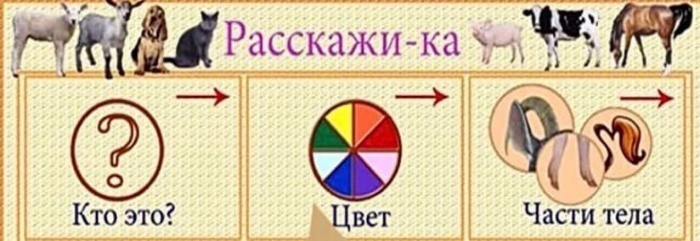 Расскажи-ка
Кто это?
Цвет
Части тела